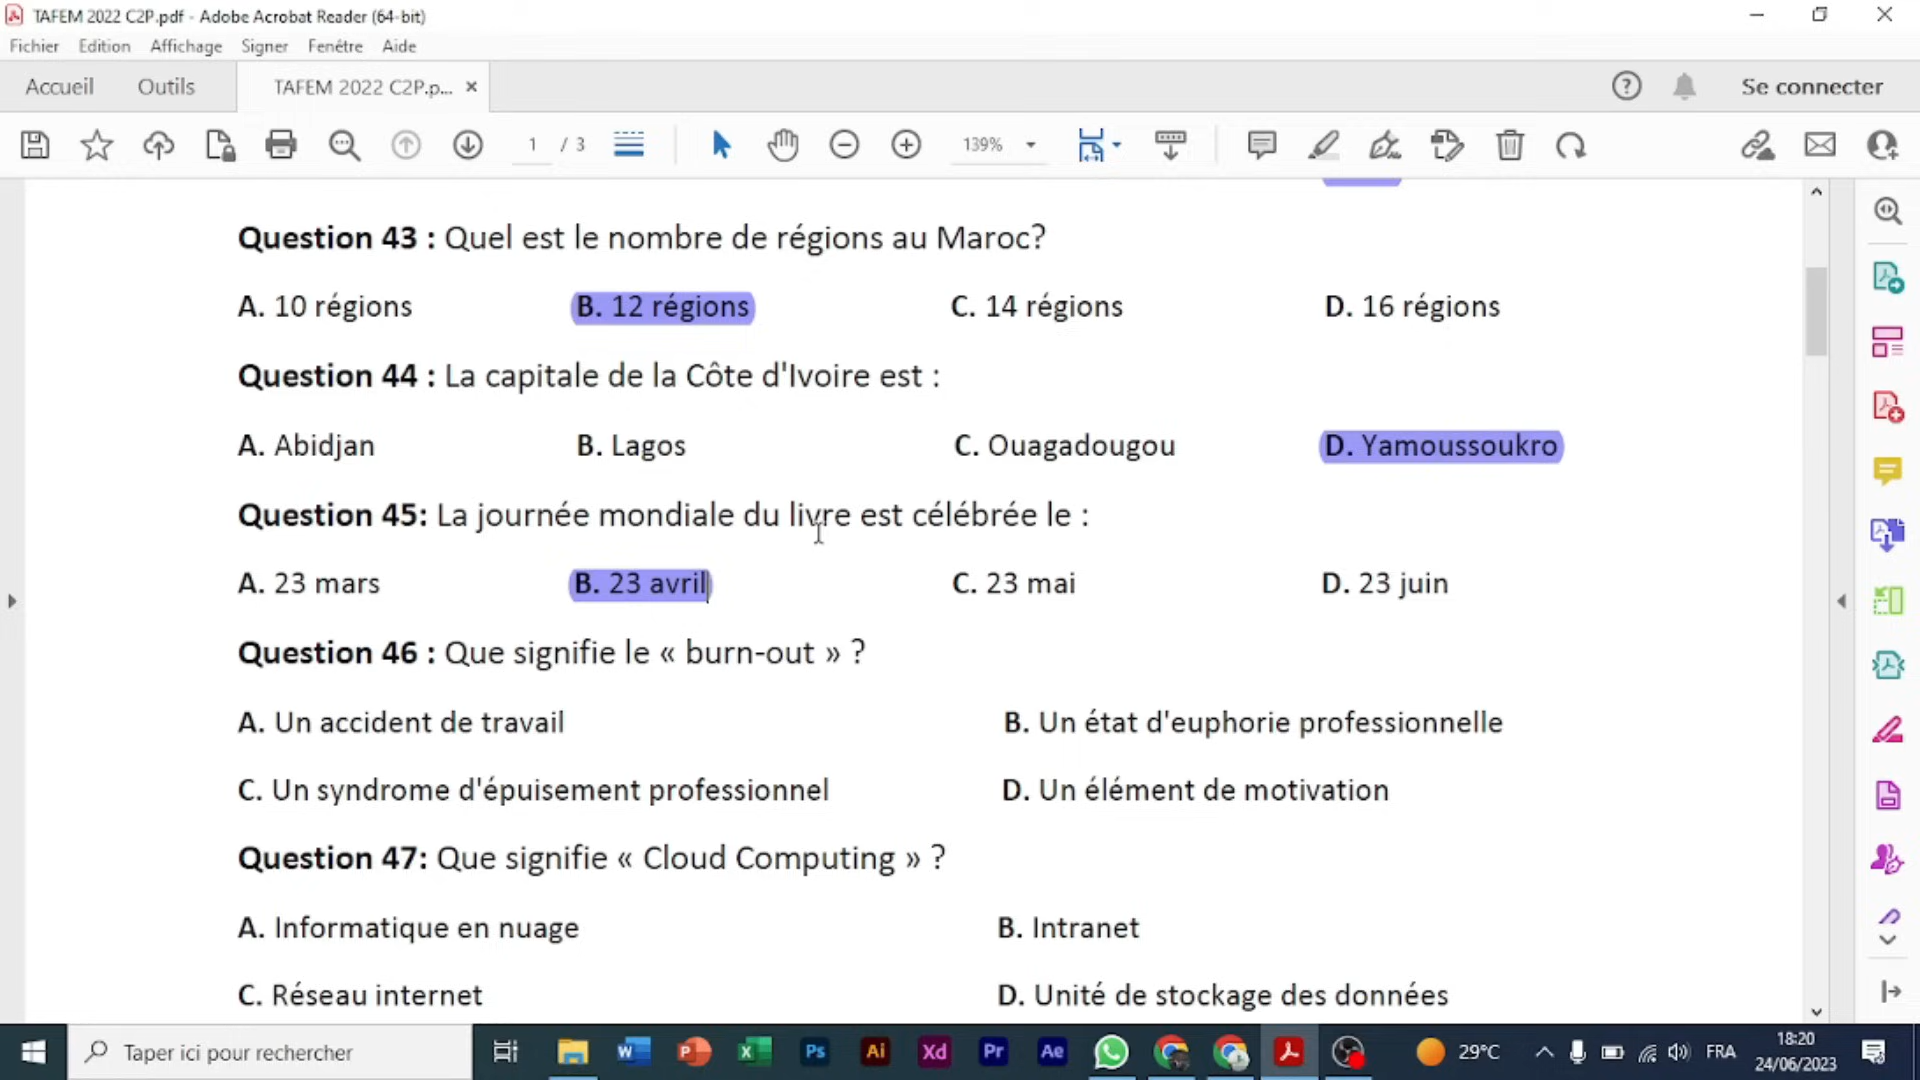 TAFEM 2022 C2P.pdf - Adobe Acrobat Reader (64-bit)
Fichier Edition Affichage Signer Fenêtre Aide
Accueil Outils TAFEM 2022 C2P.p... × Se connecter
1 / 3 139%
Question 43 : Quel est le nombre de régions au Maroc?
A. 10 régions B. 12 régions C. 14 régions D. 16 régions
Question 44 : La capitale de la Côte d'Ivoire est :
A. Abidjan B. Lagos C. Ouagadougou D. Yamoussoukro
Question 45: La journée mondiale du livre est célébrée le :
A. 23 mars B. 23 avril C. 23 mai D. 23 juin
Question 46 : Que signifie le « burn-out » ?
A. Un accident de travail B. Un état d'euphorie professionnelle
C. Un syndrome d'épuisement professionnel D. Un élément de motivation
Question 47: Que signifie « Cloud Computing » ?
A. Informatique en nuage B. Intranet
C. Réseau internet D. Unité de stockage des données
Taper ici pour rechercher Ps Ai Xd Pr Ae 29°C FRA 18:20
24/06/2023